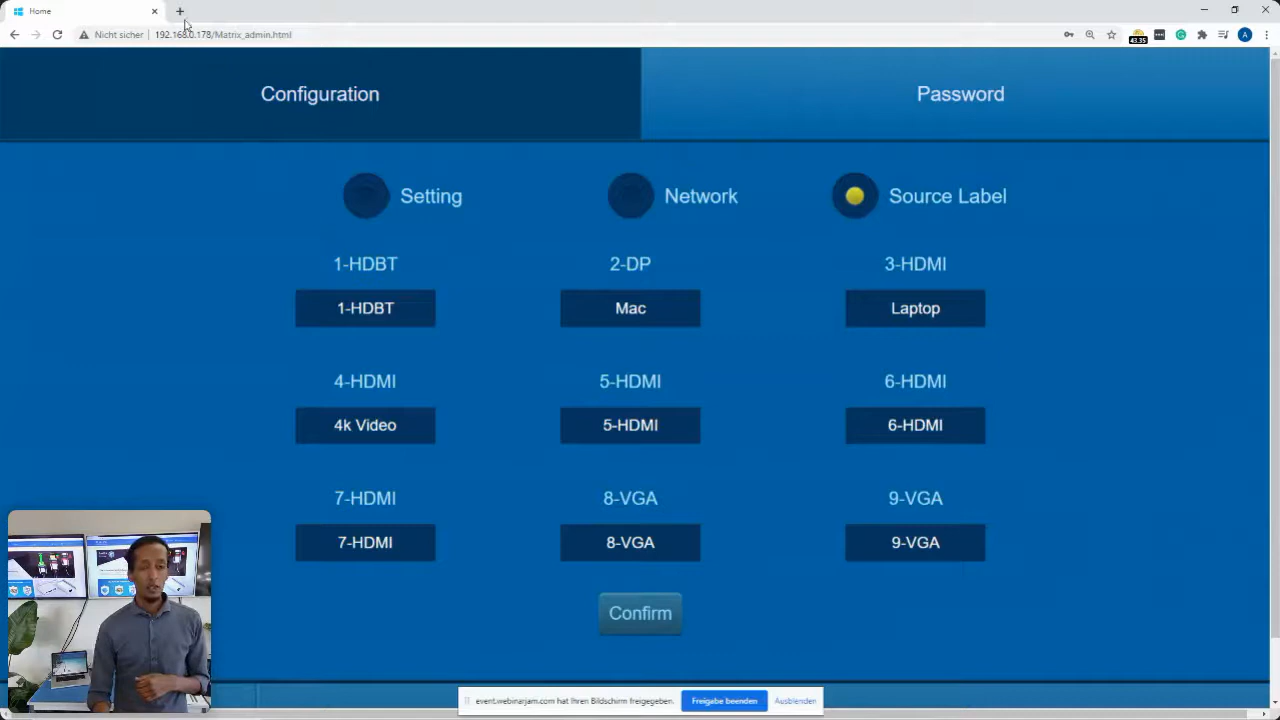 Home
Nicht sicher
192.168.0.178/Matrix_admin.html
43.35
A
Configuration
Password
Setting
Network
Source Label
1-HDBT
2-DP
3-HDMI
1-HDBT
Mac
Laptop
4-HDMI
5-HDMI
6-HDMI
4k Video
5-HDMI
6-HDMI
7-HDMI
8-VGA
9-VGA
7-HDMI
8-VGA
9-VGA
Confirm
event.webinarjam.com hat Ihren Bildschirm freigegeben.
Freigabe beenden
Ausblenden